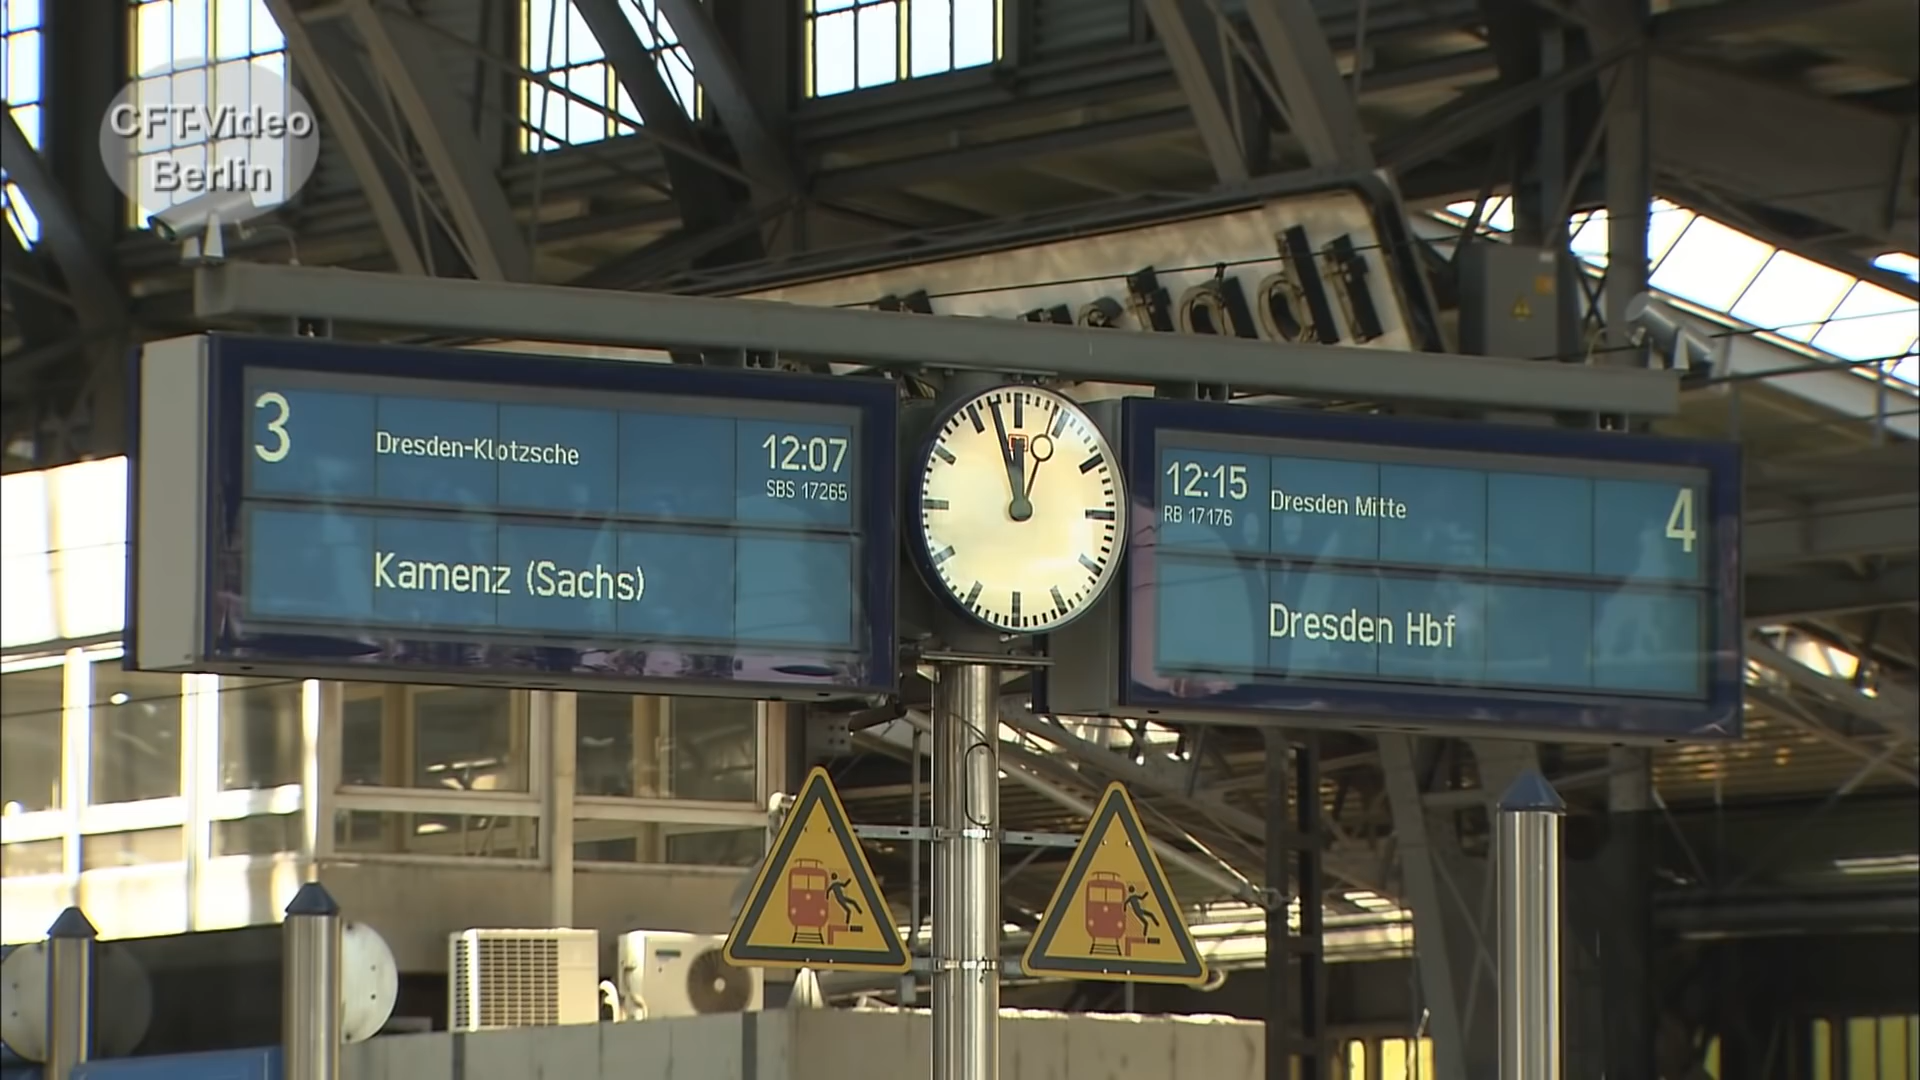 CFT-Video
Berlin
3
Dresden-Klotzsche
12:07
SBS 17265
Kamenz (Sachs)
12:15
RB 17176
Dresden Mitte
4
Dresden Hbf